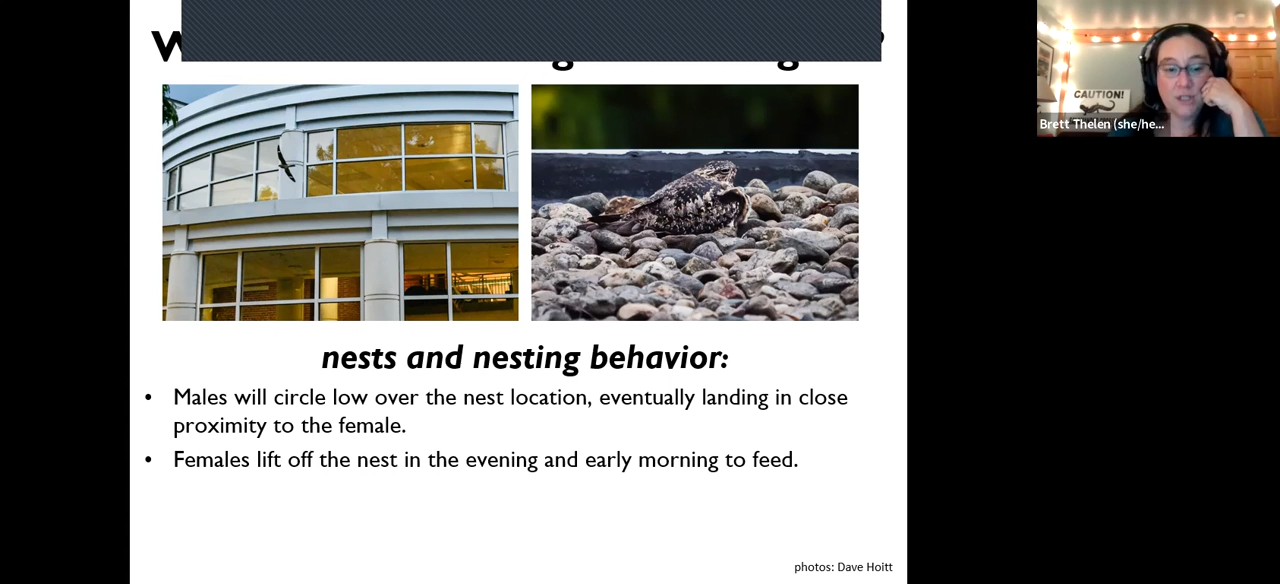 CAUTION!
Brett Thelen (she/he...
nests and nesting behavior:
• Males will circle low over the nest location, eventually landing in close
proximity to the female.
• Females lift off the nest in the evening and early morning to feed.
photos: Dave Hoitt